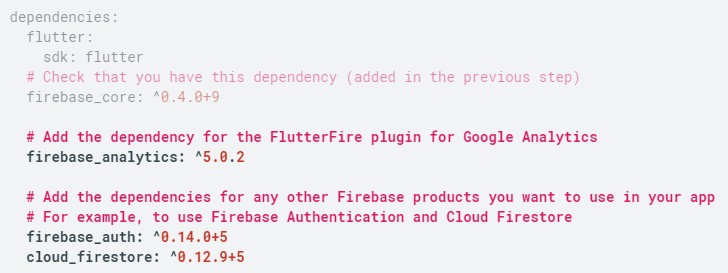 dependencies:
  flutter:
    sdk: flutter
  # Check that you have this dependency (added in the previous step)
  firebase_core: ^0.4.0+9
  # Add the dependency for the FlutterFire plugin for Google Analytics
  firebase_analytics: ^5.0.2
  # Add the dependencies for any other Firebase products you want to use in your app
  # For example, to use Firebase Authentication and Cloud Firestore
  firebase_auth: ^0.14.0+5
  cloud_firestore: ^0.12.9+5